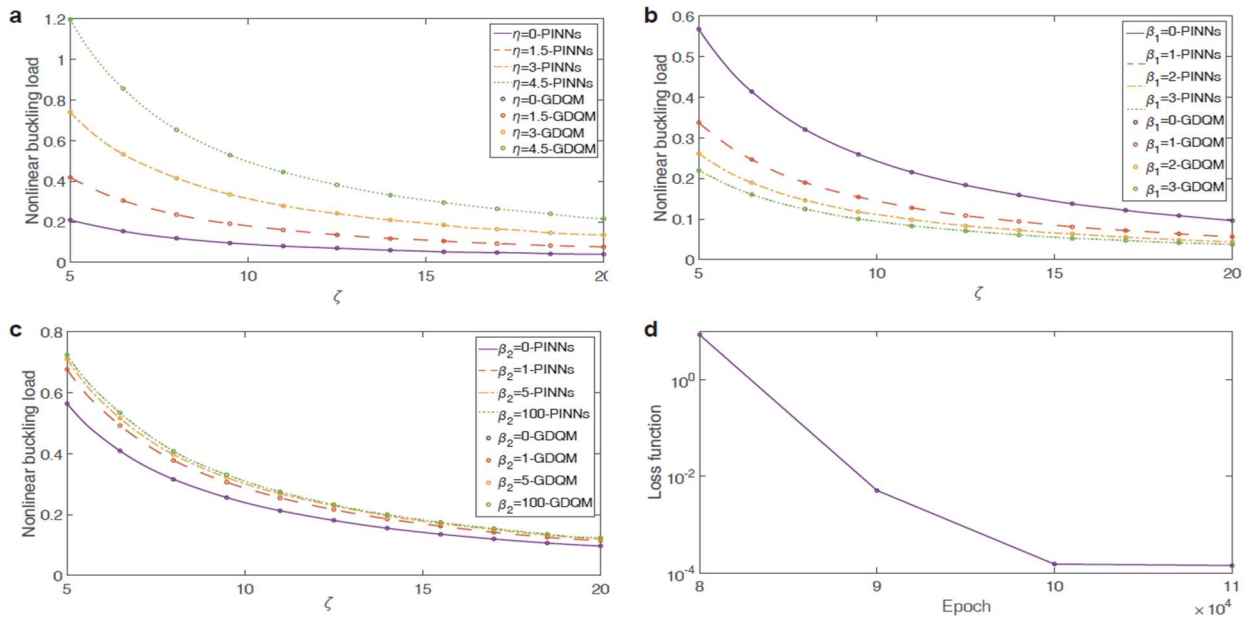 a
1.2
1
0.8
0.6
0.4
0.2
0
Nonlinear buckling load
5
10
15
20
ζ
η=0-PINNs
η=1.5-PINNs
η=3-PINNs
η=4.5-PINNs
η=0-GDQM
η=1.5-GDQM
η=3-GDQM
η=4.5-GDQM
b
0.6
0.5
0.4
0.3
0.2
0.1
0
Nonlinear buckling load
5
10
15
20
ζ
β₁=0-PINNs
β₁=1-PINNs
β₁=2-PINNs
β₁=3-PINNs
β₁=0-GDQM
β₁=1-GDQM
β₁=2-GDQM
β₁=3-GDQM
c
0.8
0.6
0.4
0.2
0
Nonlinear buckling load
5
10
15
20
ζ
β₂=0-PINNs
β₂=1-PINNs
β₂=5-PINNs
β₂=100-PINNs
β₂=0-GDQM
β₂=1-GDQM
β₂=5-GDQM
β₂=100-GDQM
d
10⁰
10⁻²
10⁻⁴
Loss function
8
9
10
11
Epoch
× 10⁴